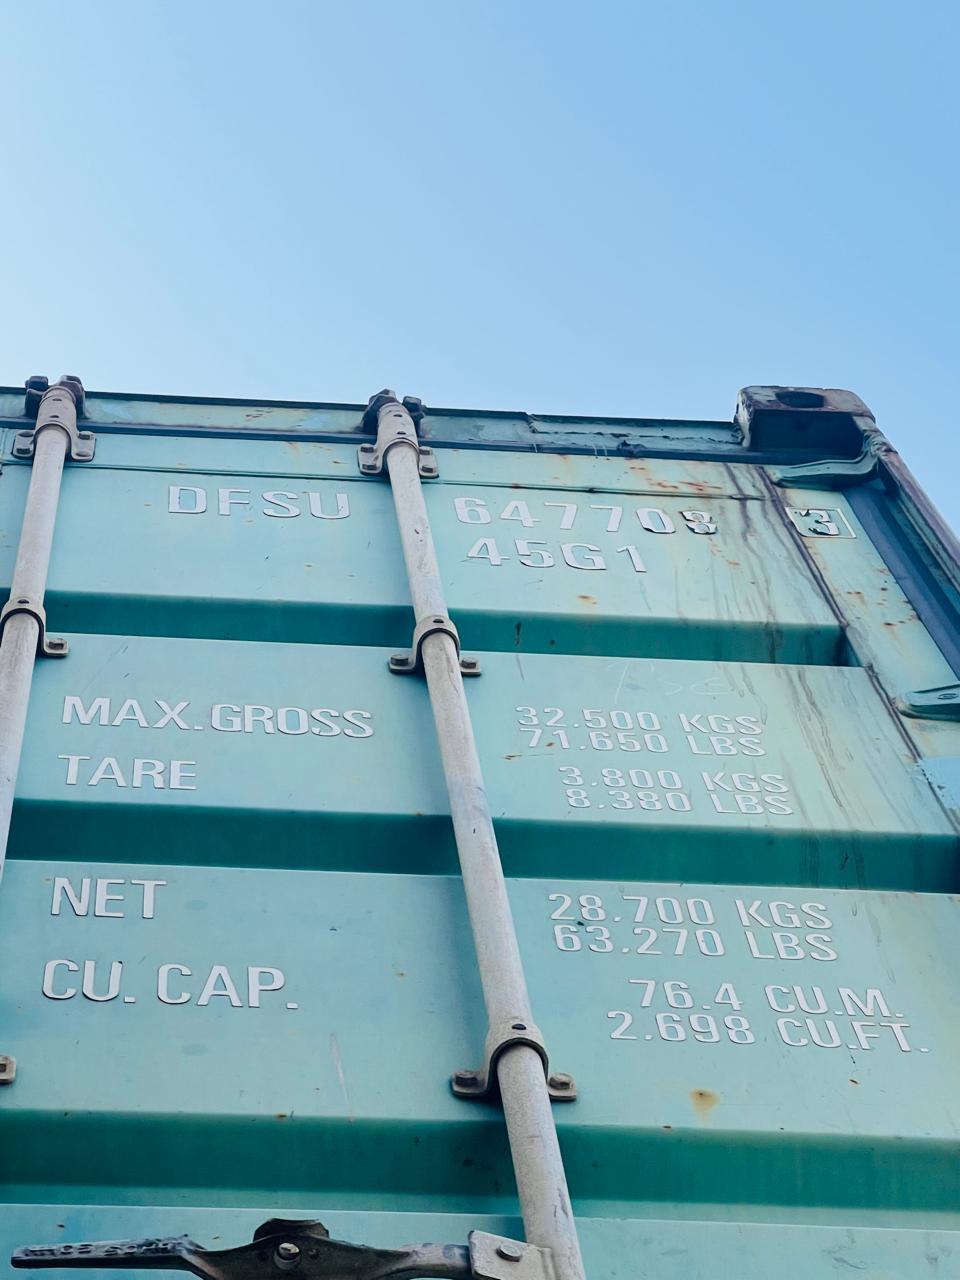 DFSU 647708 3
45G1
MAX.GROSS 32.500 KGS
71.650 LBS
TARE 3.800 KGS
8.380 LBS
NET 28.700 KGS
63.270 LBS
CU. CAP. 76.4 CU.M.
2.698 CU.FT.